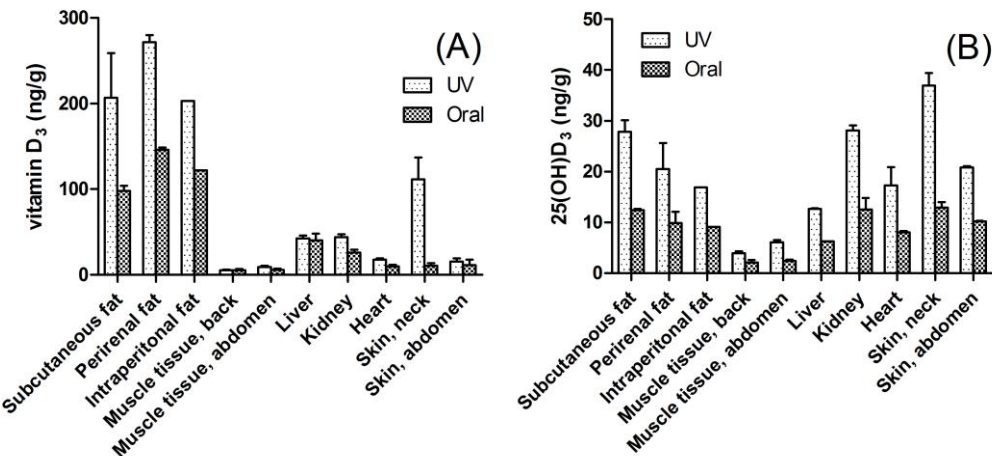 (A)
vitamin D3 (ng/g)
300
200
100
0
UV
Oral
Subcutaneous fat
Perirenal fat
Intraperitonal fat
Muscle tissue, back
Muscle tissue, abdomen
Liver
Kidney
Heart
Skin, neck
Skin, abdomen
(B)
25(OH)D3 (ng/g)
50
40
30
20
10
0
UV
Oral
Subcutaneous fat
Perirenal fat
Intraperitonal fat
Muscle tissue, back
Muscle tissue, abdomen
Liver
Kidney
Heart
Skin, neck
Skin, abdomen